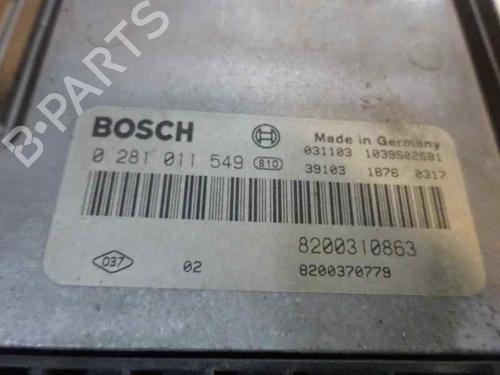 B-PARTS
BOSCH
Made in Germany
0 281 011 549 810
031103 1039S02681
39103 1876 0317
8200310863
037 02 8200370779